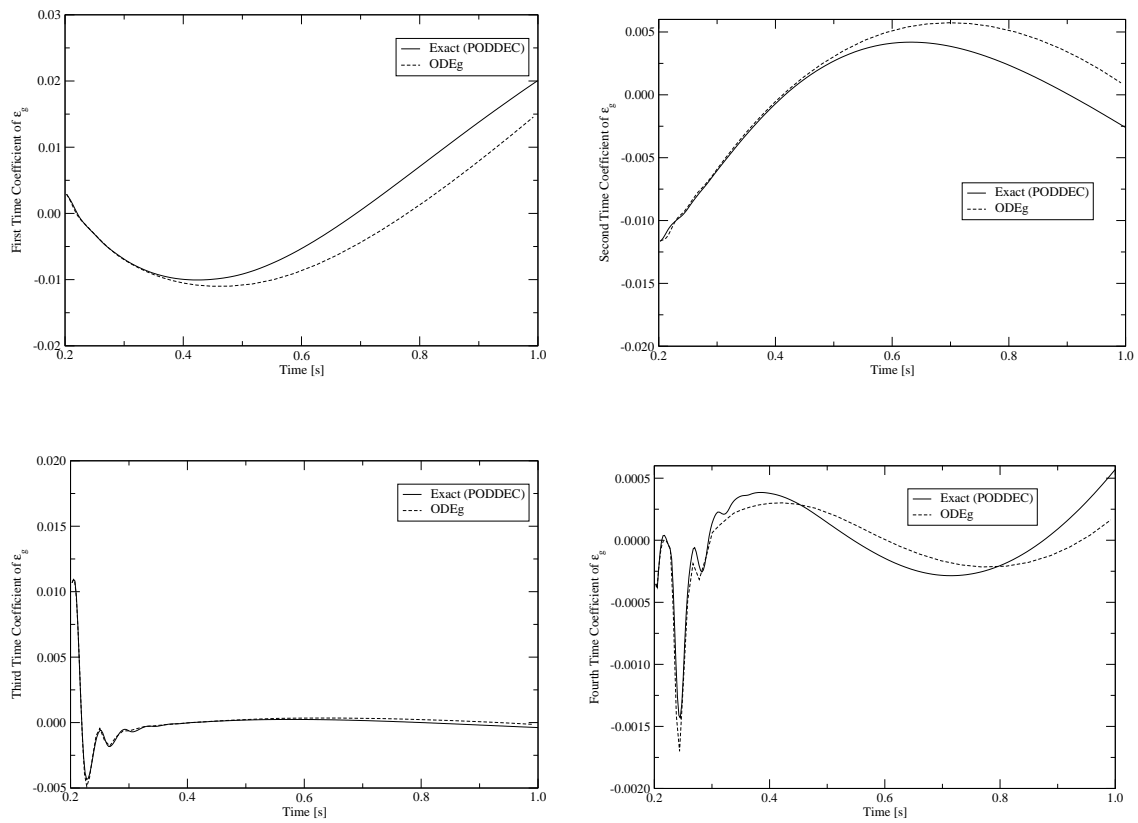 0.03
0.02
0.01
0.00
-0.01
-0.02
0.2
0.4
0.6
0.8
1.0
Time [s]
First Time Coefficient of ε_g
Exact (PODDEC)
ODEg
0.005
0.000
-0.005
-0.010
-0.015
-0.020
0.2
0.4
0.6
0.8
1.0
Time [s]
Second Time Coefficient of ε_g
Exact (PODDEC)
ODEg
0.020
0.015
0.010
0.005
0.000
-0.005
0.2
0.4
0.6
0.8
1.0
Time [s]
Third Time Coefficient of ε_g
Exact (PODDEC)
ODEg
0.0005
0.0000
-0.0005
-0.0010
-0.0015
-0.0020
0.2
0.4
0.6
0.8
1.0
Time [s]
Fourth Time Coefficient of ε_g
Exact (PODDEC)
ODEg